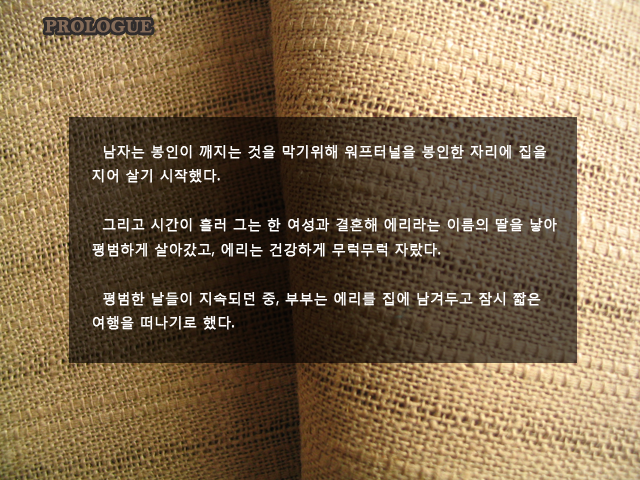 PROLOGUE
남자는 봉인이 깨지는 것을 막기위해 워프터널을 봉인한 자리에 집을
지어 살기 시작했다.
그리고 시간이 흘러 그는 한 여성과 결혼해 에리라는 이름의 딸을 낳아
평범하게 살아갔고, 에리는 건강하게 무럭무럭 자랐다.
평범한 날들이 지속되던 중, 부부는 에리를 집에 남겨두고 잠시 짧은
여행을 떠나기로 했다.